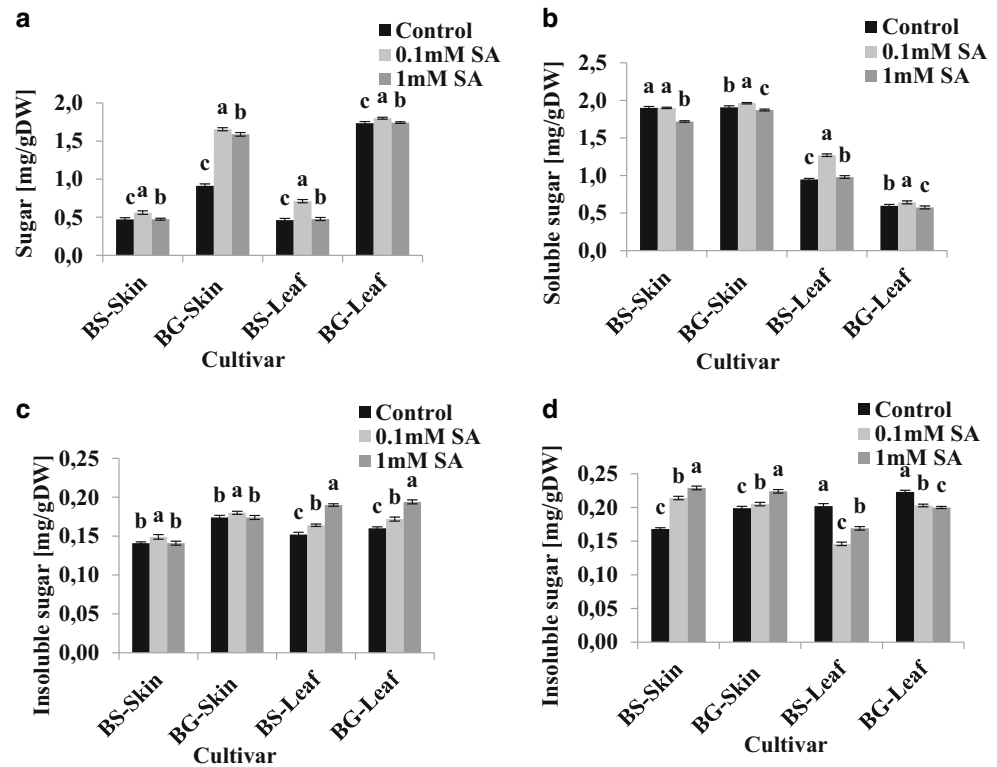 a
Control
0.1mM SA
1mM SA
Sugar [mg/gDW]
2,0
1,5
1,0
0,5
0,0
c a b
c a b
c a b
c a b
BS-Skin
BG-Skin
BS-Leaf
BG-Leaf
Cultivar
b
Control
0.1mM SA
1mM SA
Soluble sugar [mg/gDW]
2,5
2,0
1,5
1,0
0,5
0,0
a a b
b a c
b a b
b a c
BS-Skin
BG-Skin
BS-Leaf
BG-Leaf
Cultivar
c
Control
0.1mM SA
1mM SA
Insoluble sugar [mg/gDW]
0,25
0,20
0,15
0,10
0,05
0,00
b a b
b a b
c b a
c b a
BS-Skin
BG-Skin
BS-Leaf
BG-Leaf
Cultivar
d
Control
0.1mM SA
1mM SA
Insoluble sugar [mg/gDW]
0,25
0,20
0,15
0,10
0,05
0,00
c b a
c b a
a c b
a b c
BS-Skin
BG-Skin
BS-Leaf
BG-Leaf
Cultivar